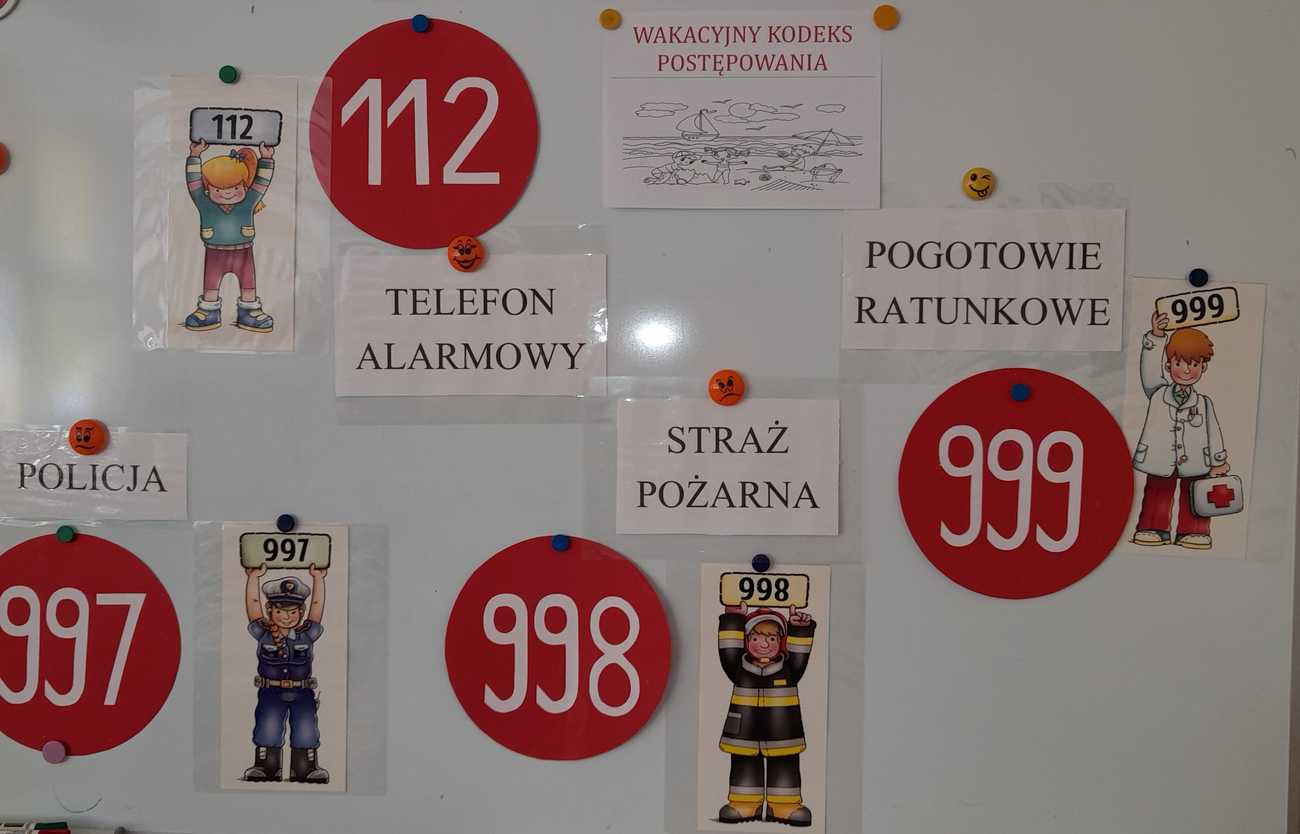 112
112
WAKACYJNY KODEKS
POSTĘPOWANIA
TELEFON
ALARMOWY
POGOTOWIE
RATUNKOWE
999
999
POLICJA
997
997
STRAŻ
POŻARNA
998
998